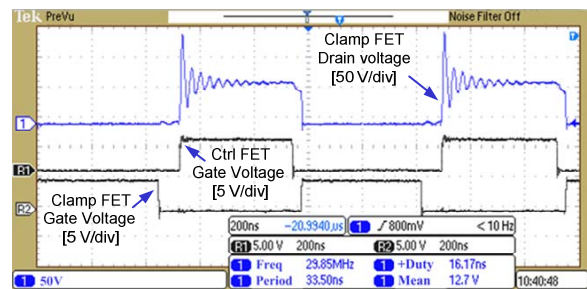 Tek PreVu Noise Filter Off
Clamp FET
Drain voltage
[50 V/div]
1
Ctrl FET
Gate Voltage
[5 V/div]
R1
Clamp FET
Gate Voltage
[5 V/div]
R2
200ns -20.9940µs 1 800mV < 10 Hz
R1 5.00 V 200ns R2 5.00 V 200ns
1 Freq 29.85MHz 1 +Duty 16.17ns
1 Period 33.50ns 1 Mean 12.7 V
1 50V
10:40:48